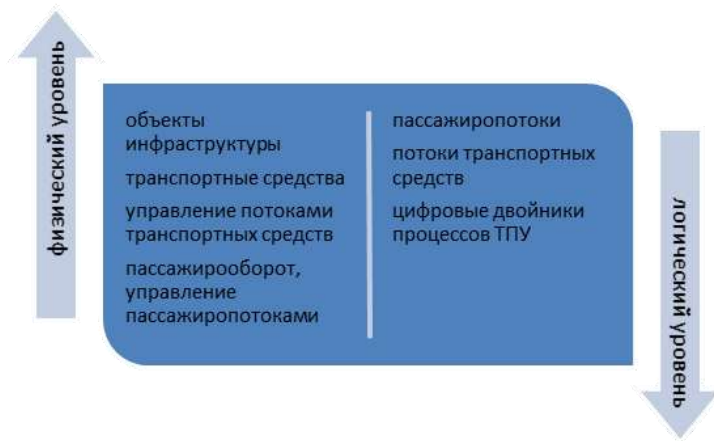 физический уровень
объекты
инфраструктуры
транспортные средства
управление потоками
транспортных средств
пассажирооборот,
управление
пассажиропотоками
пассажиропотоки
потоки транспортных
средств
цифровые двойники
процессов ТПУ
логический уровень